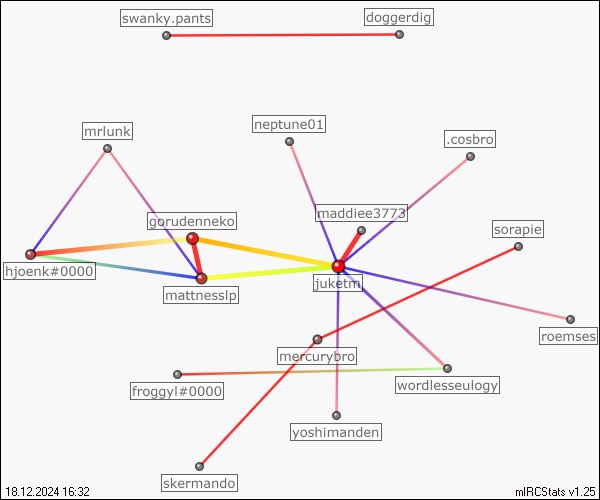 swanky.pants
doggerdig
neptune01
mrlunk
.cosbro
maddiee3773
gorudenneko
sorapie
hjoenk#0000
juketm
mattnesslp
roemses
mercurybro
froggyl#0000
wordlesseulogy
yoshimanden
skermando
18.12.2024 16:32
mIRCStats v1.25